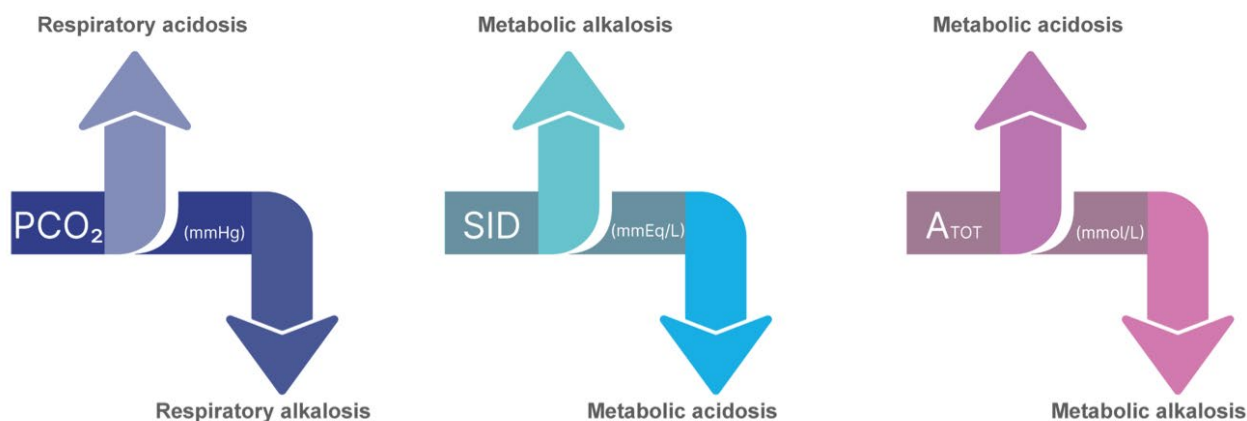 Respiratory acidosis
PCO₂ (mmHg)
Respiratory alkalosis
Metabolic alkalosis
SID (mmEq/L)
Metabolic acidosis
Metabolic acidosis
ATOT (mmol/L)
Metabolic alkalosis